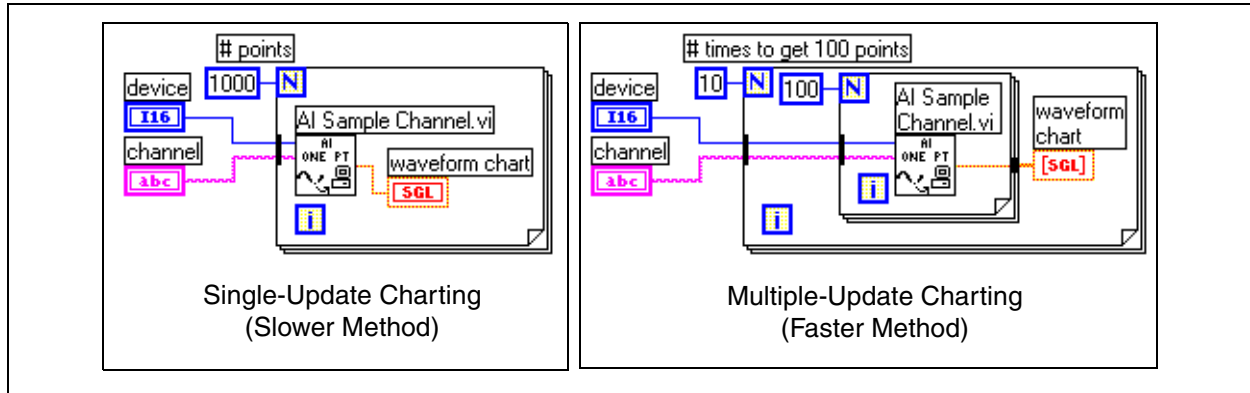 # points
1000
N
device
I16
AI Sample Channel.vi
channel
abc
AI
ONE PT
waveform chart
SGL
i
Single-Update Charting
(Slower Method)
# times to get 100 points
10
N
100
N
device
I16
AI Sample
Channel.vi
waveform
chart
channel
abc
AI
ONE PT
[SGL]
i
i
Multiple-Update Charting
(Faster Method)